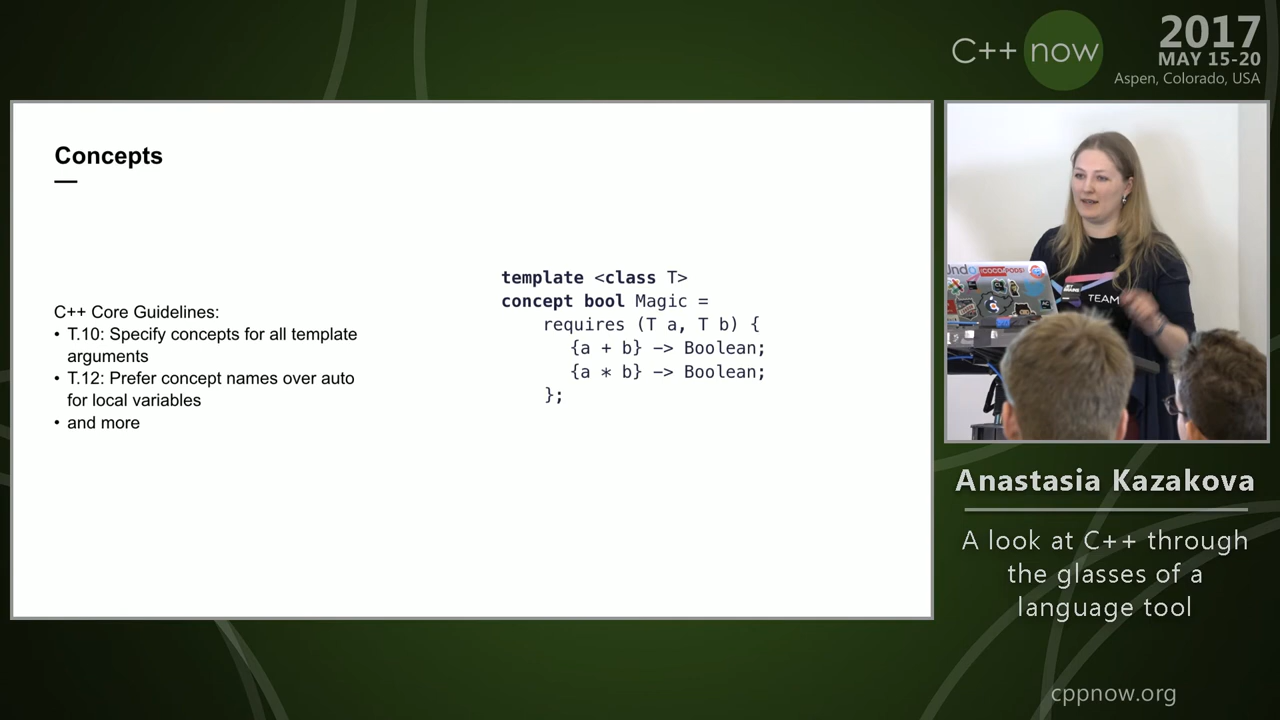 C++ now
2017
MAY 15-20
Aspen, Colorado, USA
Concepts
C++ Core Guidelines:
• T.10: Specify concepts for all template
arguments
• T.12: Prefer concept names over auto
for local variables
• and more
template <class T>
concept bool Magic =
requires (T a, T b) {
{a + b} -> Boolean;
{a * b} -> Boolean;
};
TEAM
Anastasia Kazakova
A look at C++ through
the glasses of a
language tool
cppnow.org